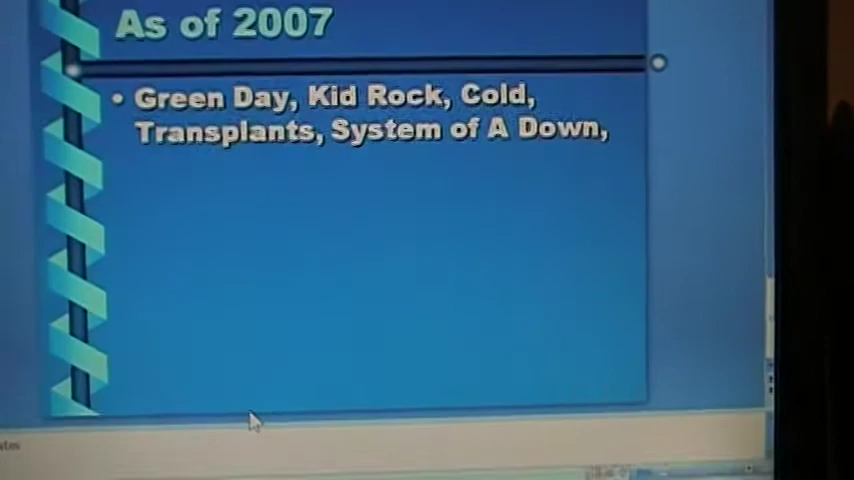 As of 2007
• Green Day, Kid Rock, Cold,
Transplants, System of A Down,